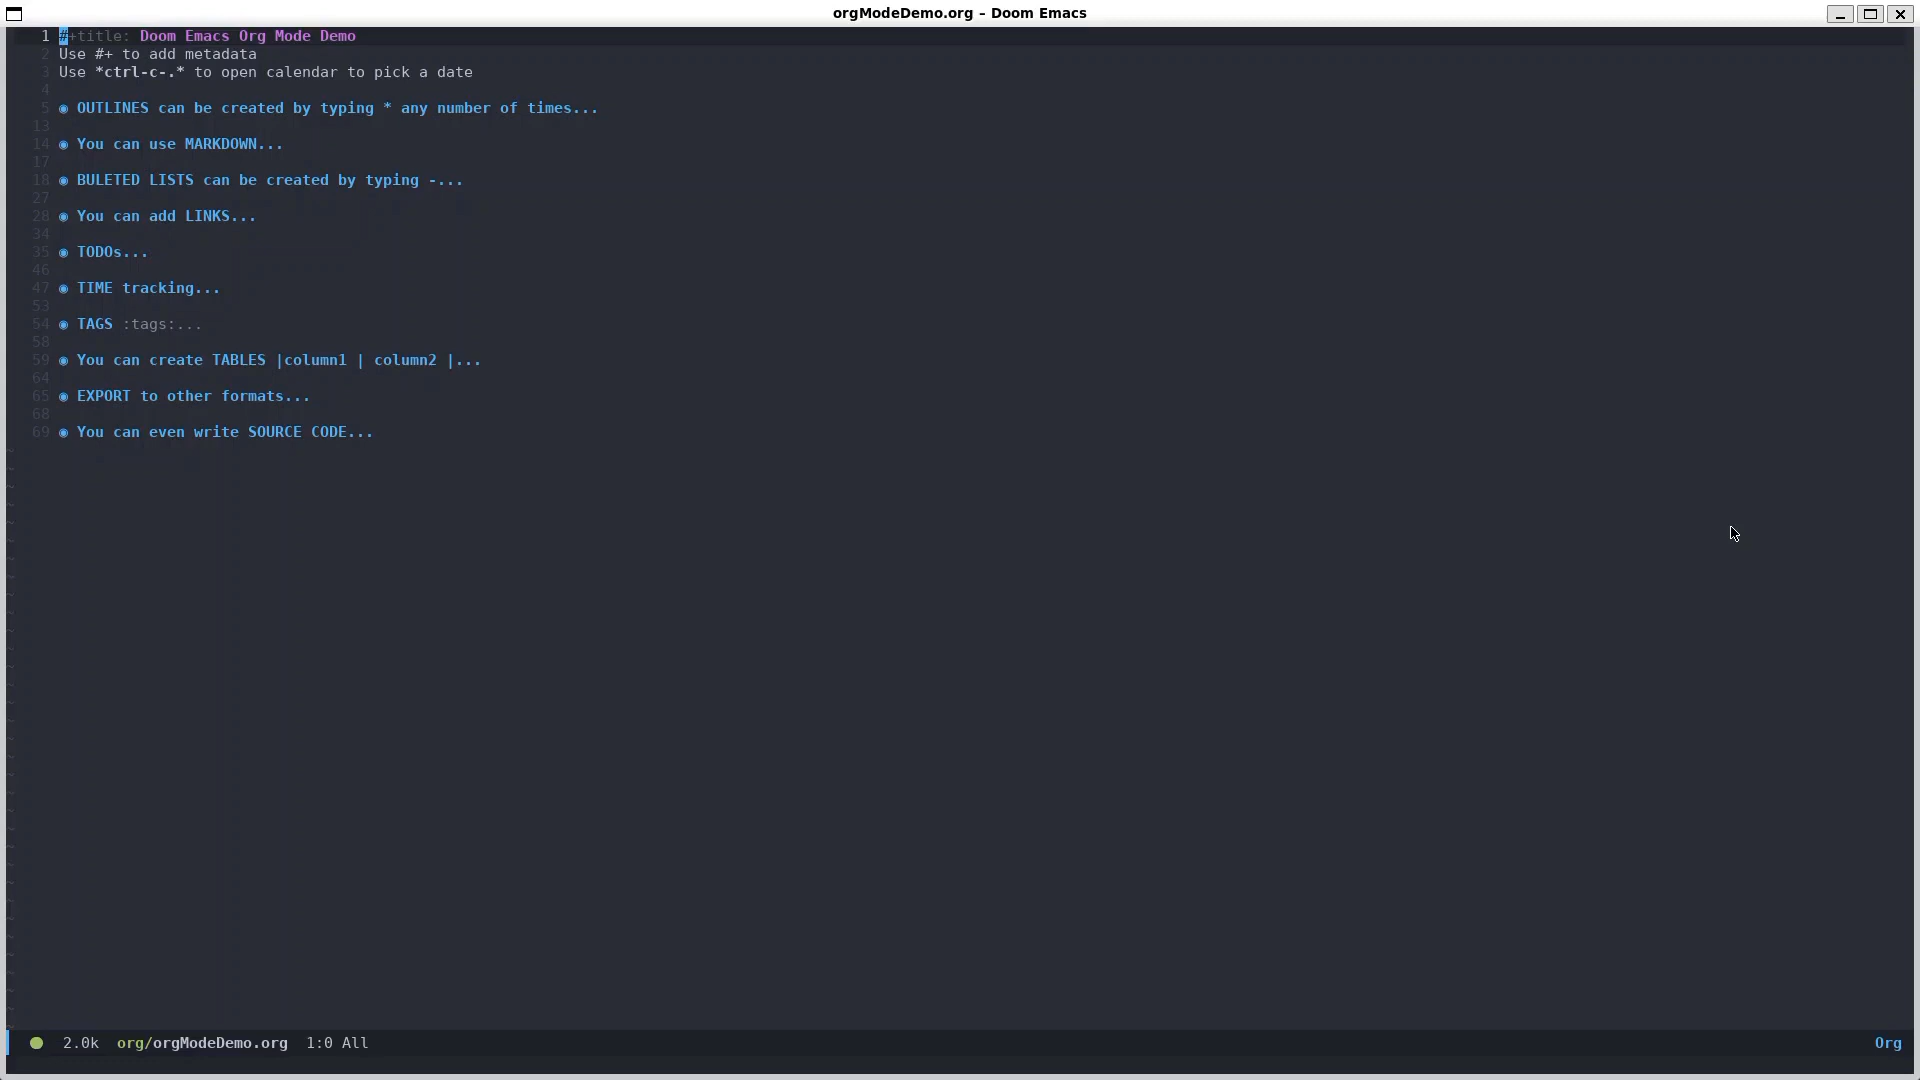 orgModeDemo.org – Doom Emacs
1 #+title: Doom Emacs Org Mode Demo
2 Use #+ to add metadata
3 Use *ctrl-c-.* to open calendar to pick a date
4
5 ◉ OUTLINES can be created by typing * any number of times...
13
14 ◉ You can use MARKDOWN...
17
18 ◉ BULETED LISTS can be created by typing -...
27
28 ◉ You can add LINKS...
34
35 ◉ TODOs...
46
47 ◉ TIME tracking...
53
54 ◉ TAGS :tags:...
58
59 ◉ You can create TABLES |column1 | column2 |...
64
65 ◉ EXPORT to other formats...
68
69 ◉ You can even write SOURCE CODE...
2.0k org/orgModeDemo.org 1:0 All Org